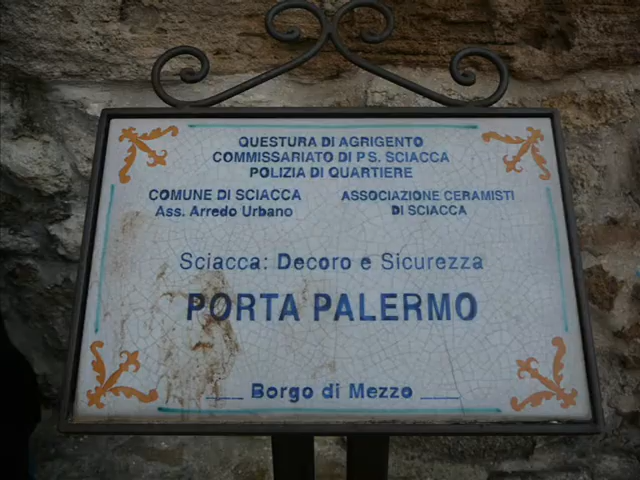 QUESTURA DI AGRIGENTO
COMMISSARIATO DI P.S. SCIACCA
POLIZIA DI QUARTIERE
COMUNE DI SCIACCA
Ass. Arredo Urbano
ASSOCIAZIONE CERAMISTI
DI SCIACCA
Sciacca: Decoro e Sicurezza
PORTA PALERMO
Borgo di Mezzo